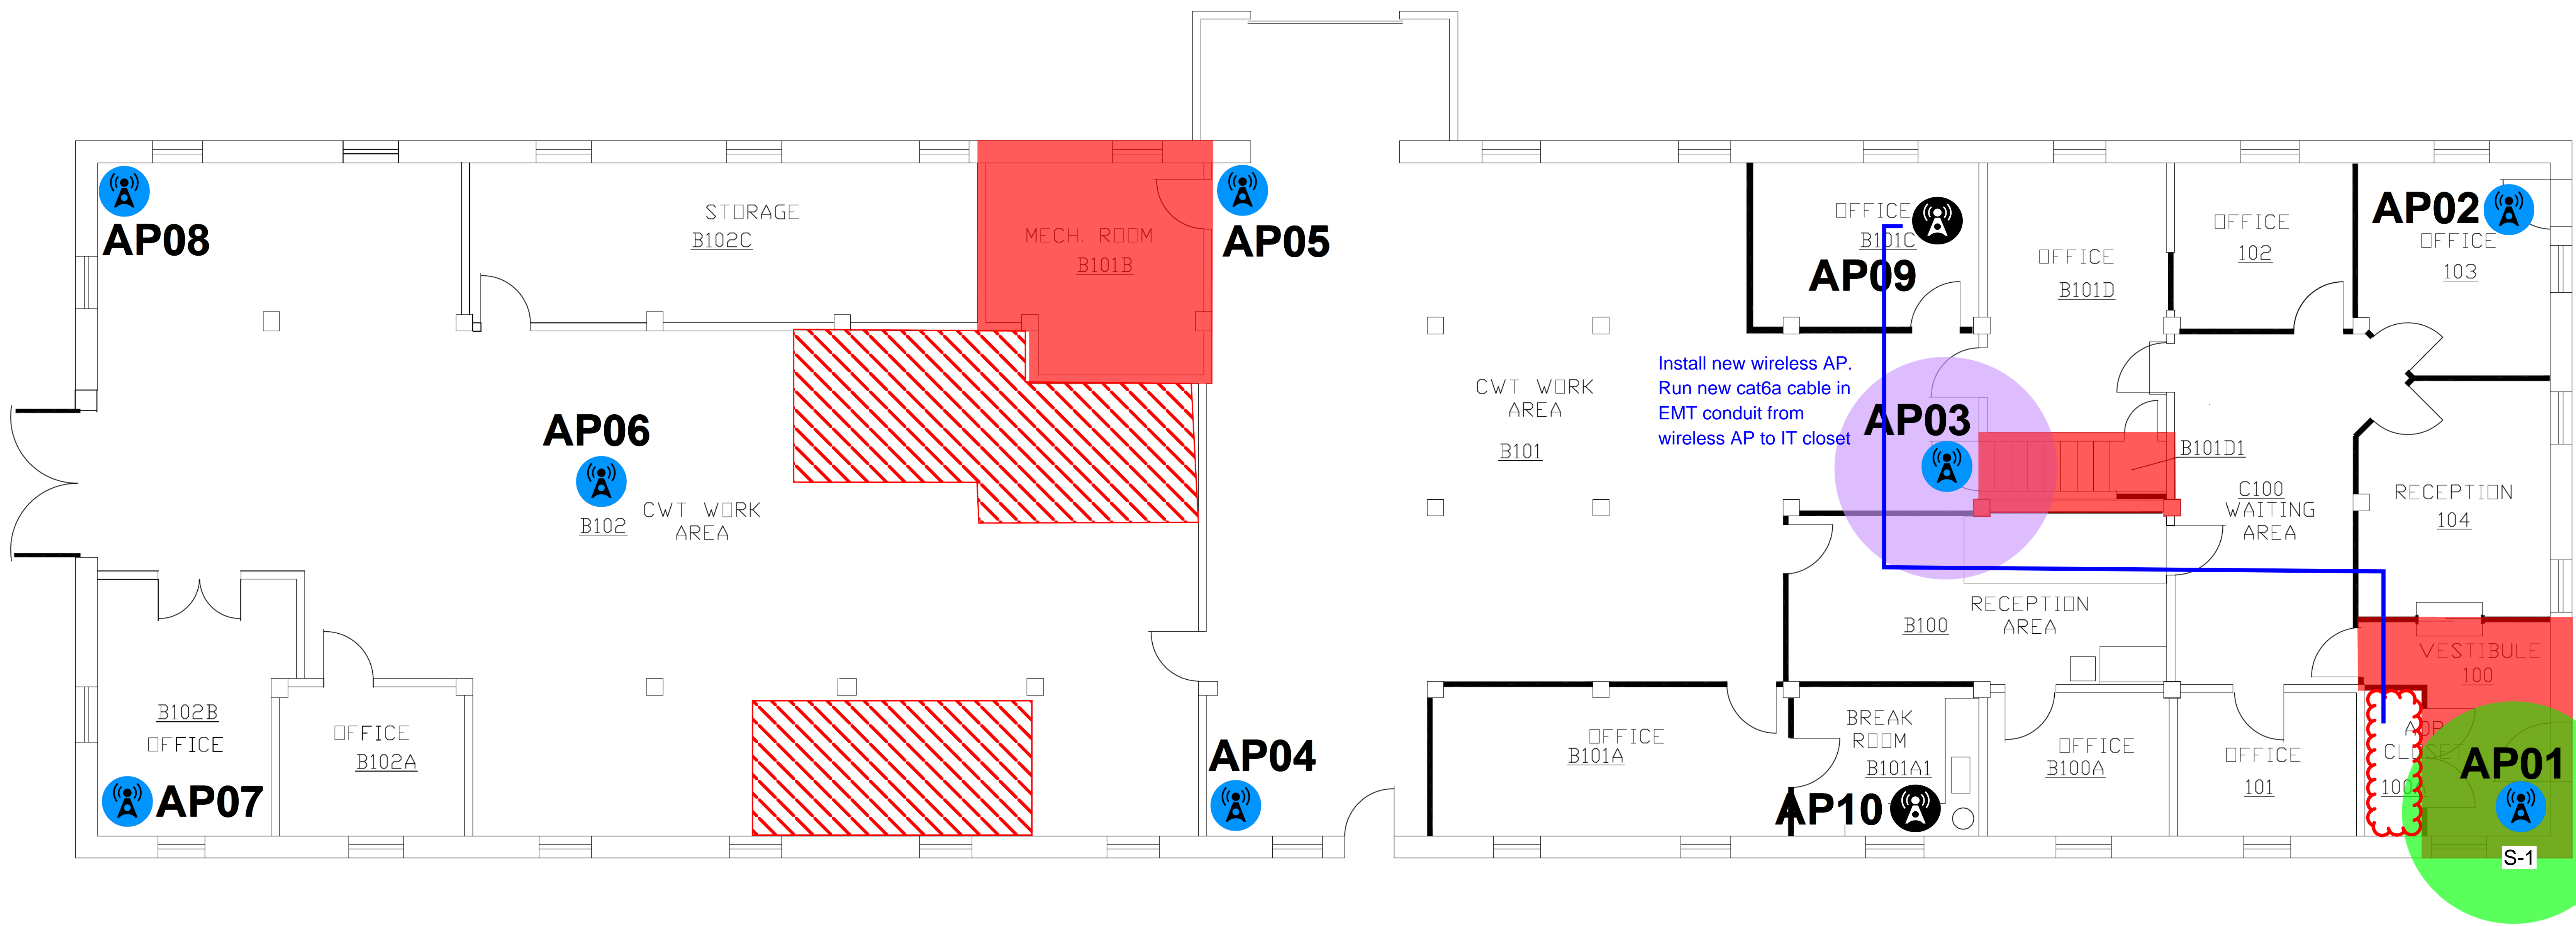 AP08
STORAGE
B102C
MECH. ROOM
B101B
AP05
OFFICE
B101C
AP09
OFFICE
B101D
OFFICE
102
AP02
OFFICE
103
Install new wireless AP.
Run new cat6a cable in
EMT conduit from
wireless AP to IT closet
CWT WORK
AREA
B101
AP03
B101D1
C100
WAITING
AREA
RECEPTION
104
AP06
B102
CWT WORK
AREA
RECEPTION
AREA
B100
VESTIBULE
100
B102B
OFFICE
OFFICE
B102A
AP07
AP04
OFFICE
B101A
BREAK
ROOM
B101A1
AP10
OFFICE
B100A
OFFICE
101
CLOSET
AP01
S-1